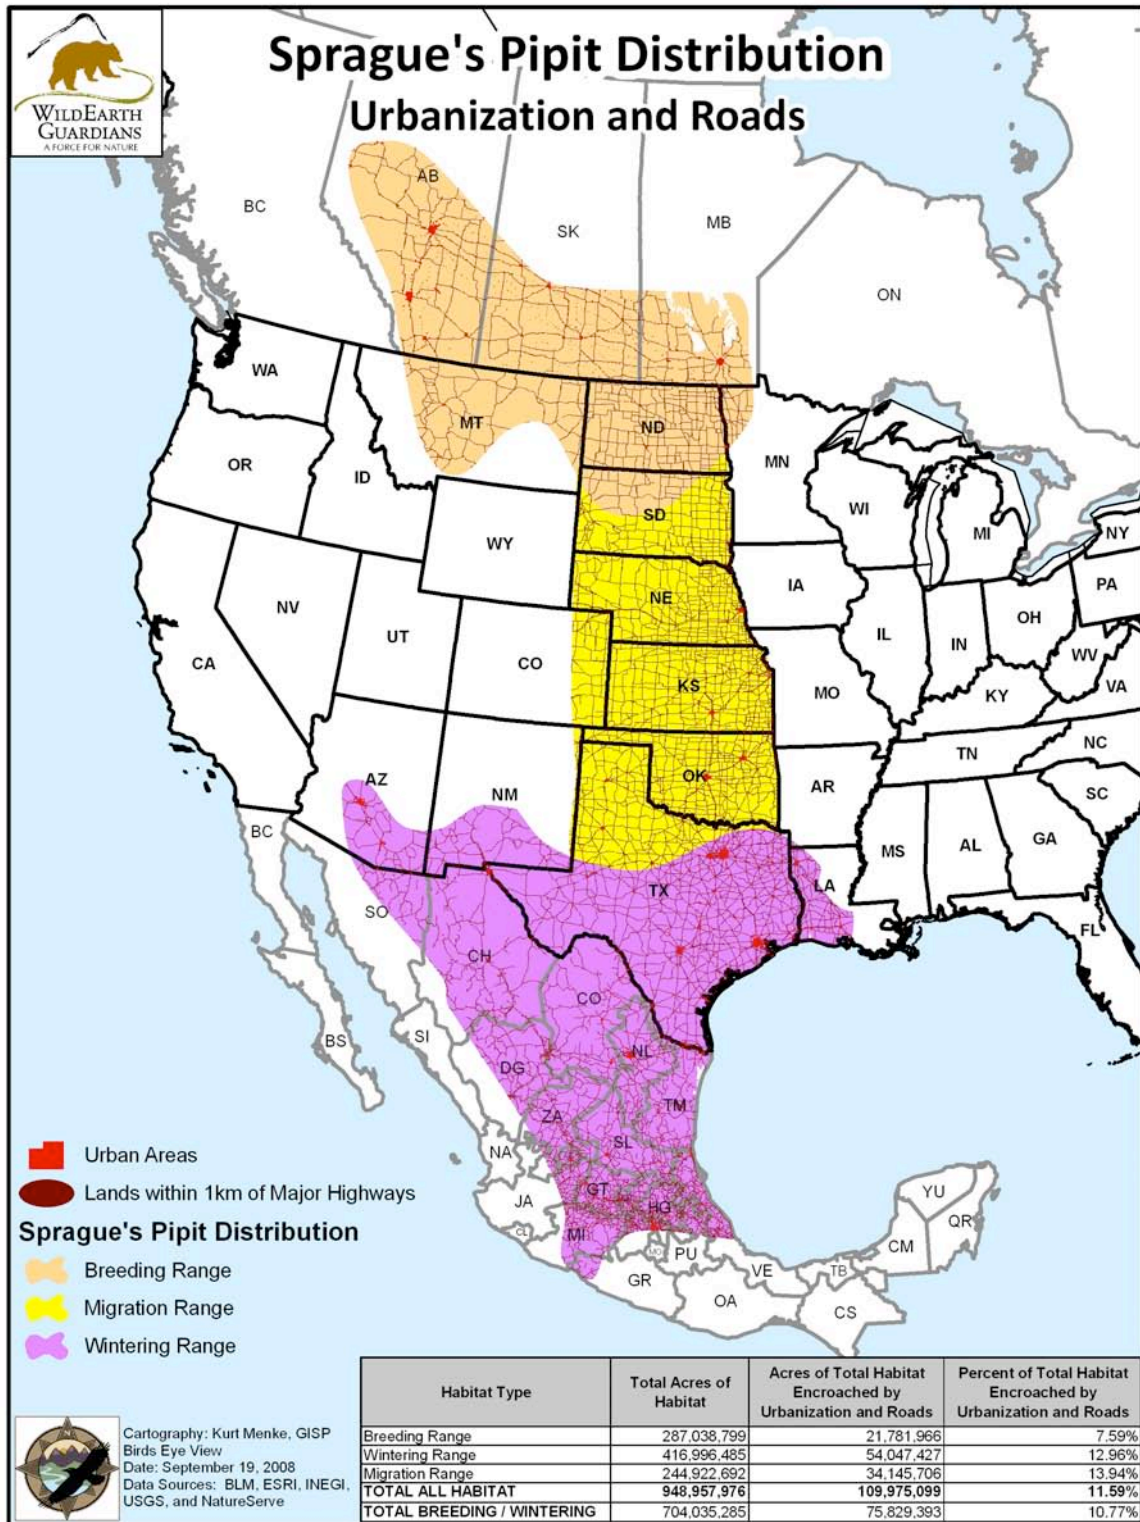 Sprague's Pipit Distribution
Urbanization and Roads
WILDEARTH
GUARDIANS
A FORCE FOR NATURE
AB
BC
SK
MB
ON
WA
MT
ND
MN
OR
ID
SD
WI
MI
NY
WY
IA
PA
NE
NV
UT
CO
IL
IN
OH
CA
KS
MO
WV
KY
VA
AZ
NM
OK
AR
TN
NC
SC
BC
MS
AL
GA
TX
LA
SO
FL
CH
CO
BS
SI
NL
DG
TM
ZA
SL
NA
GT
HG
JA
CL
MI
MO
PU
VE
TB
YU
QR
CM
GR
OA
CS
Urban Areas
Lands within 1km of Major Highways
Sprague's Pipit Distribution
Breeding Range
Migration Range
Wintering Range
Habitat Type Total Acres of Habitat Acres of Total Habitat Encroached by Urbanization and Roads Percent of Total Habitat Encroached by Urbanization and Roads
Breeding Range 287,038,799 21,781,966 7.59%
Wintering Range 416,996,485 54,047,427 12.96%
Migration Range 244,922,692 34,145,706 13.94%
TOTAL ALL HABITAT 948,957,976 109,975,099 11.59%
TOTAL BREEDING / WINTERING 704,035,285 75,829,393 10.77%
Cartography: Kurt Menke, GISP
Birds Eye View
Date: September 19, 2008
Data Sources: BLM, ESRI, INEGI,
USGS, and NatureServe